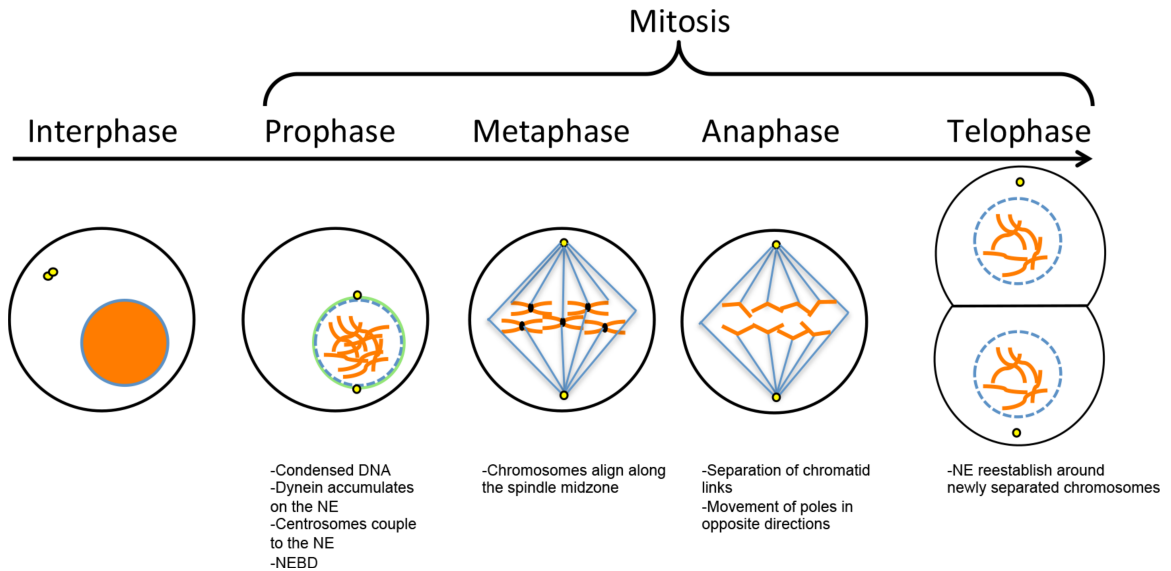 Mitosis
Interphase
Prophase
Metaphase
Anaphase
Telophase
-Condensed DNA
-Dynein accumulates
on the NE
-Centrosomes couple
to the NE
-NEBD
-Chromosomes align along
the spindle midzone
-Separation of chromatid
links
-Movement of poles in
opposite directions
-NE reestablish around
newly separated chromosomes